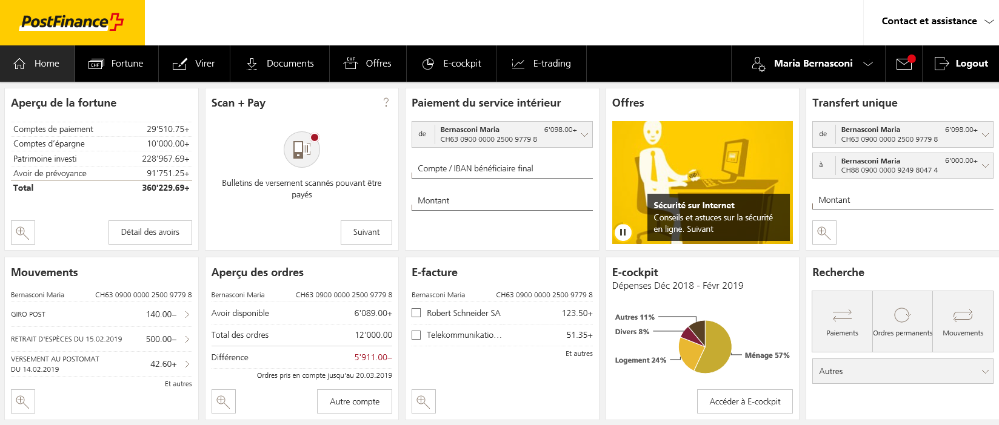 PostFinance
Contact et assistance
Home
Fortune
Virer
Documents
Offres
E-cockpit
E-trading
Maria Bernasconi
Logout
Aperçu de la fortune
Comptes de paiement 29'510.75+
Comptes d'épargne 10'000.00+
Patrimoine investi 228'967.69+
Avoir de prévoyance 91'751.25+
Total 360'229.69+
Détail des avoirs
Scan + Pay
?
Bulletins de versement scannés pouvant être
payés
Suivant
Paiement du service intérieur
de
Bernasconi Maria 6'098.00+
CH63 0900 0000 2500 9779 8
Compte / IBAN bénéficiaire final
Montant
Offres
Sécurité sur Internet
Conseils et astuces sur la sécurité
en ligne. Suivant
Transfert unique
de
Bernasconi Maria 6'098.00+
CH63 0900 0000 2500 9779 8
à
Bernasconi Maria 6'000.00+
CH88 0900 0000 9249 8047 4
Montant
Mouvements
Bernasconi Maria CH63 0900 0000 2500 9779 8
GIRO POST 140.00–
RETRAIT D'ESPÈCES DU 15.02.2019 500.00–
VERSEMENT AU POSTOMAT
DU 14.02.2019 42.60+
Et autres
Aperçu des ordres
Bernasconi Maria CH63 0900 0000 2500 9779 8
Avoir disponible 6'089.00+
Total des ordres 12'000.00
Différence 5'911.00–
Ordres pris en compte jusqu'au 20.03.2019
Autre compte
E-facture
Bernasconi Maria CH63 0900 0000 2500 9779 8
Robert Schneider SA 123.50+
Telekommunikatio... 51.35+
Et autres
E-cockpit
Dépenses Déc 2018 - Févr 2019
Autres 11%
Divers 8%
Logement 24%
Ménage 57%
Accéder à E-cockpit
Recherche
Paiements
Ordres permanents
Mouvements
Autres